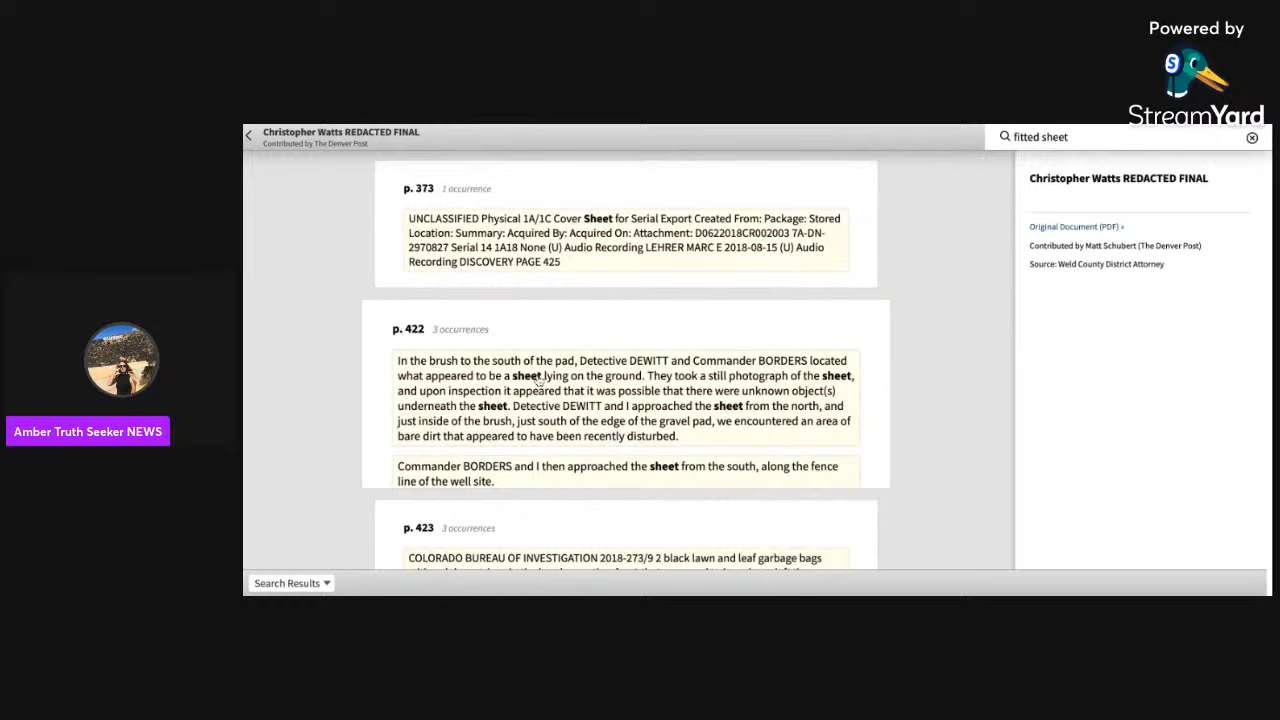 Powered by
S
StreamYard
Christopher Watts REDACTED FINAL
Contributed by The Denver Post
fitted sheet
p. 373 1 occurrence
UNCLASSIFIED Physical 1A/1C Cover Sheet for Serial Export Created From: Package: Stored
Location: Summary: Acquired By: Acquired On: Attachment: D0622018CR002003 7A-DN-
2970827 Serial 14 1A18 None (U) Audio Recording LEHRER MARC E 2018-08-15 (U) Audio
Recording DISCOVERY PAGE 425
p. 422 3 occurrences
In the brush to the south of the pad, Detective DEWITT and Commander BORDERS located
what appeared to be a sheet lying on the ground. They took a still photograph of the sheet,
and upon inspection it appeared that it was possible that there were unknown object(s)
underneath the sheet. Detective DEWITT and I approached the sheet from the north, and
just inside of the brush, just south of the edge of the gravel pad, we encountered an area of
bare dirt that appeared to have been recently disturbed.
Commander BORDERS and I then approached the sheet from the south, along the fence
line of the well site.
p. 423 3 occurrences
COLORADO BUREAU OF INVESTIGATION 2018-273/9 2 black lawn and leaf garbage bags
Search Results
Christopher Watts REDACTED FINAL
Original Document (PDF) »
Contributed by Matt Schubert (The Denver Post)
Source: Weld County District Attorney
Amber Truth Seeker NEWS